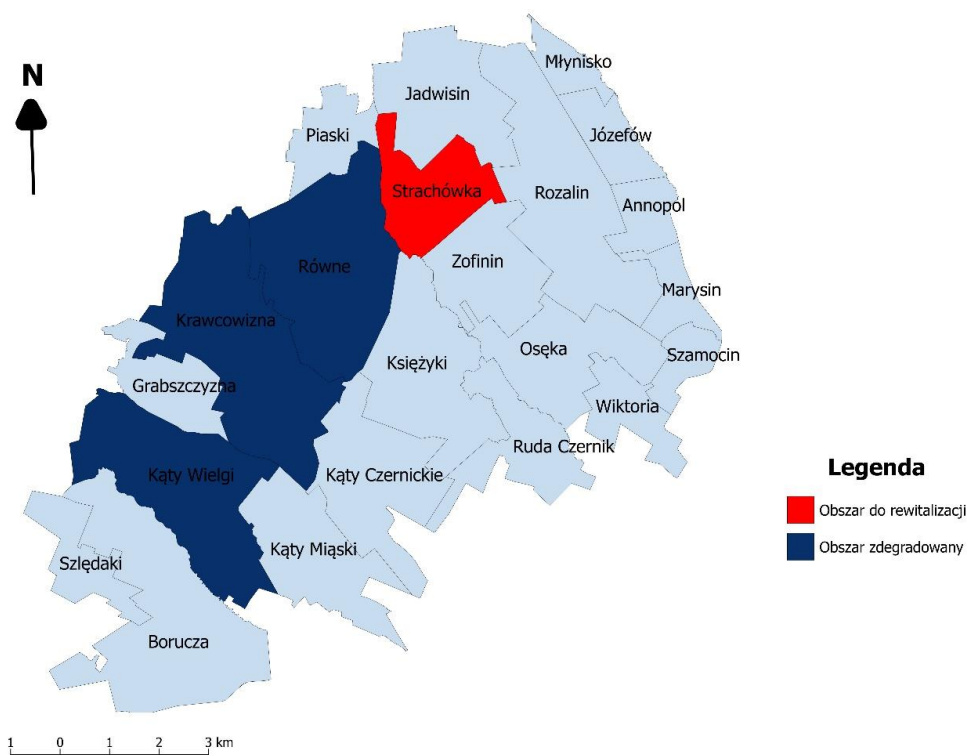 N
Młynisko
Jadwisin
Piaski
Józefów
Strachówka
Rozalin
Annopol
Zofinin
Równe
Marysin
Krawcowizna
Osęka
Szamocin
Księżyki
Grabszczyzna
Wiktoria
Ruda Czernik
Kąty Wielgi
Kąty Czernickie
Legenda
Obszar do rewitalizacji
Obszar zdegradowany
Kąty Miąski
Szlędaki
Borucza
1 0 1 2 3 km